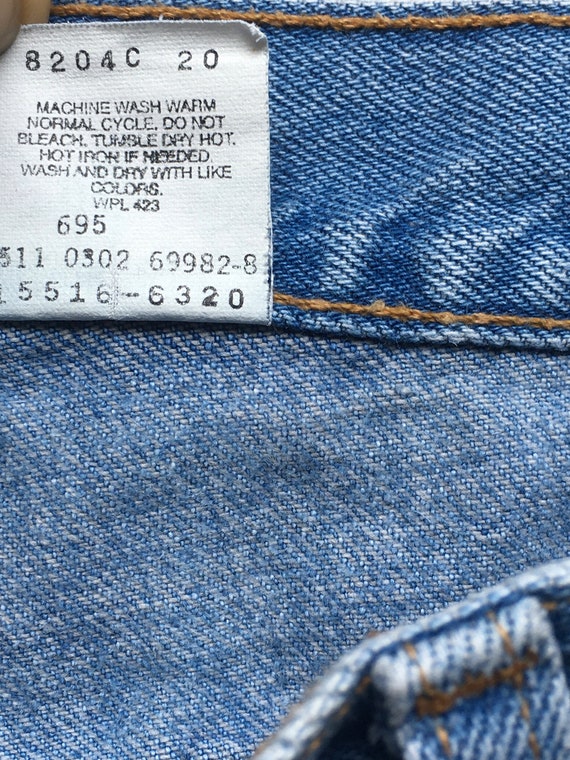 8204C 20
MACHINE WASH WARM
NORMAL CYCLE. DO NOT
BLEACH. TUMBLE DRY HOT.
HOT IRON IF NEEDED.
WASH AND DRY WITH LIKE
COLORS.
WPL 423
695
511 0302 69982-8
15516-6320